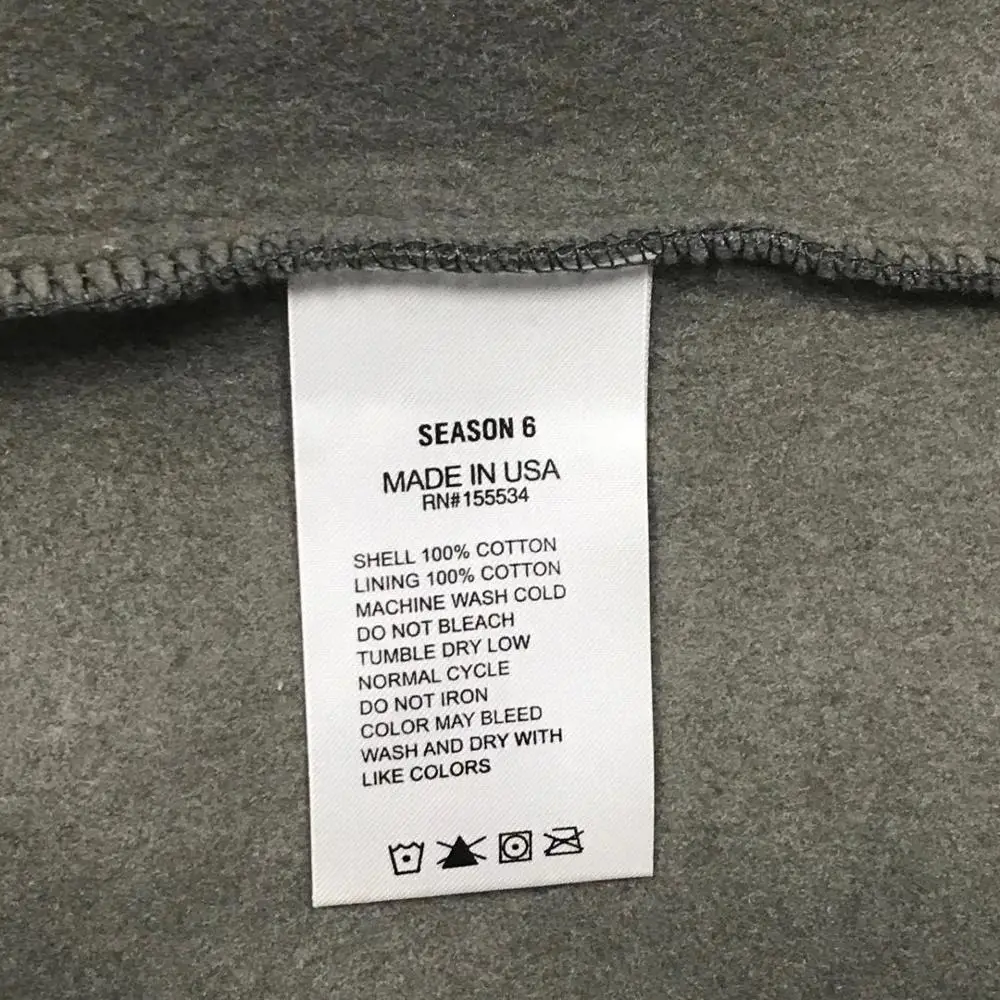 SEASON 6
MADE IN USA
RN#155534
SHELL 100% COTTON
LINING 100% COTTON
MACHINE WASH COLD
DO NOT BLEACH
TUMBLE DRY LOW
NORMAL CYCLE
DO NOT IRON
COLOR MAY BLEED
WASH AND DRY WITH
LIKE COLORS